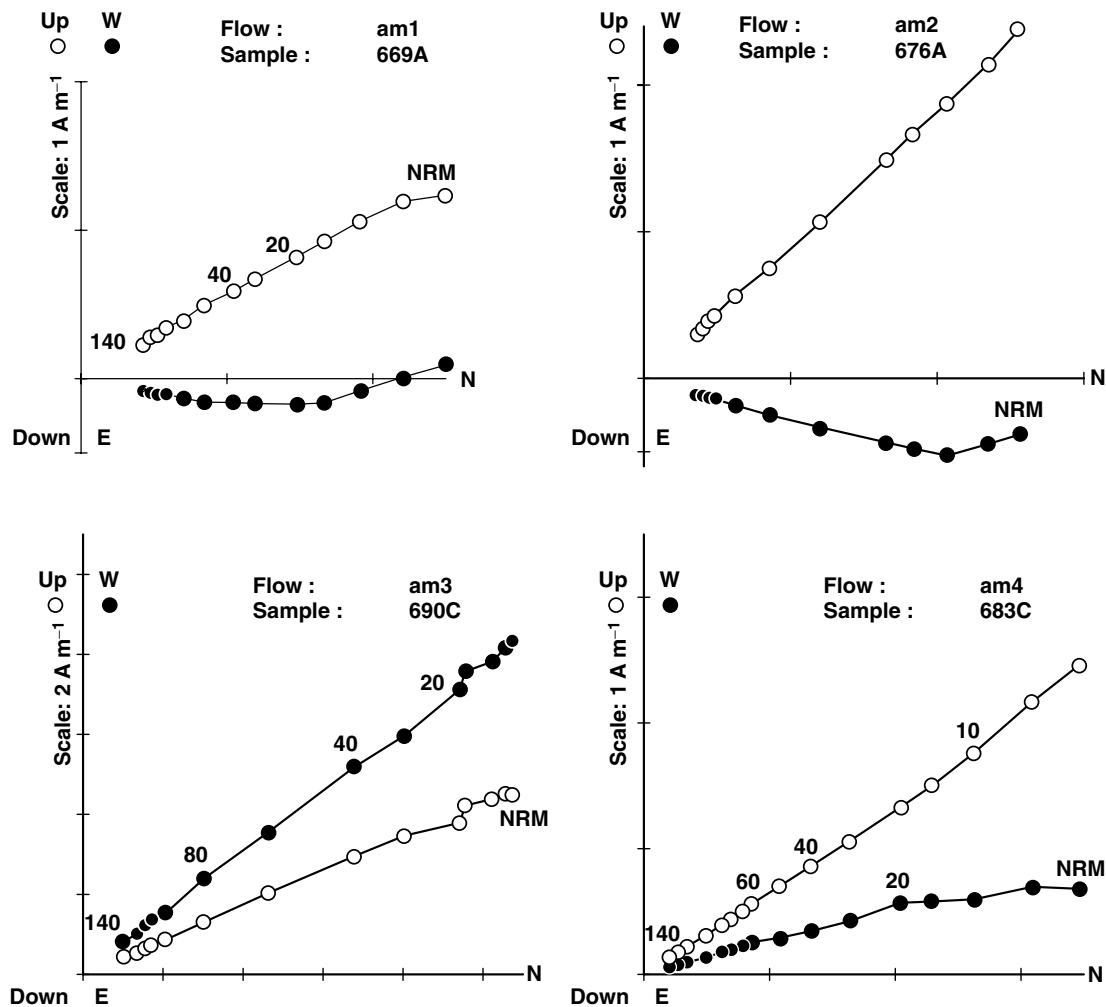 Up W
Flow : am1
Sample : 669A
Scale: 1 A m⁻¹
NRM
20
40
140
N
Down E
Up W
Flow : am2
Sample : 676A
Scale: 1 A m⁻¹
N
NRM
Down E
Up W
Flow : am3
Sample : 690C
Scale: 2 A m⁻¹
20
40
NRM
80
140
N
Down E
Up W
Flow : am4
Sample : 683C
Scale: 1 A m⁻¹
10
40
60
20
NRM
140
N
Down E